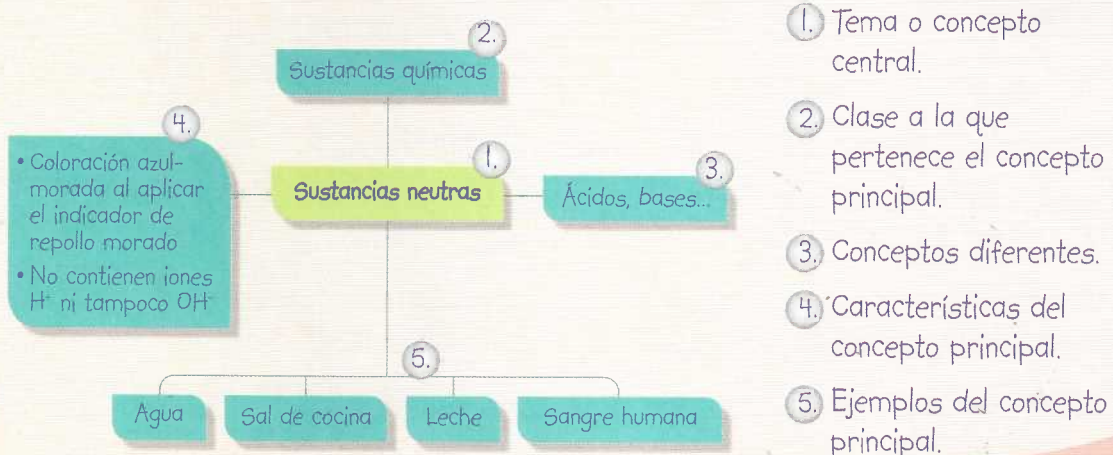 2.
Sustancias químicas
4.
• Coloración azul-
morada al aplicar
el indicador de
repollo morado
• No contienen iones
H⁺ ni tampoco OH⁻
1.
Sustancias neutras
3.
Ácidos, bases...
5.
Agua
Sal de cocina
Leche
Sangre humana
1. Tema o concepto
central.
2. Clase a la que
pertenece el concepto
principal.
3. Conceptos diferentes.
4. Características del
concepto principal.
5. Ejemplos del concepto
principal.